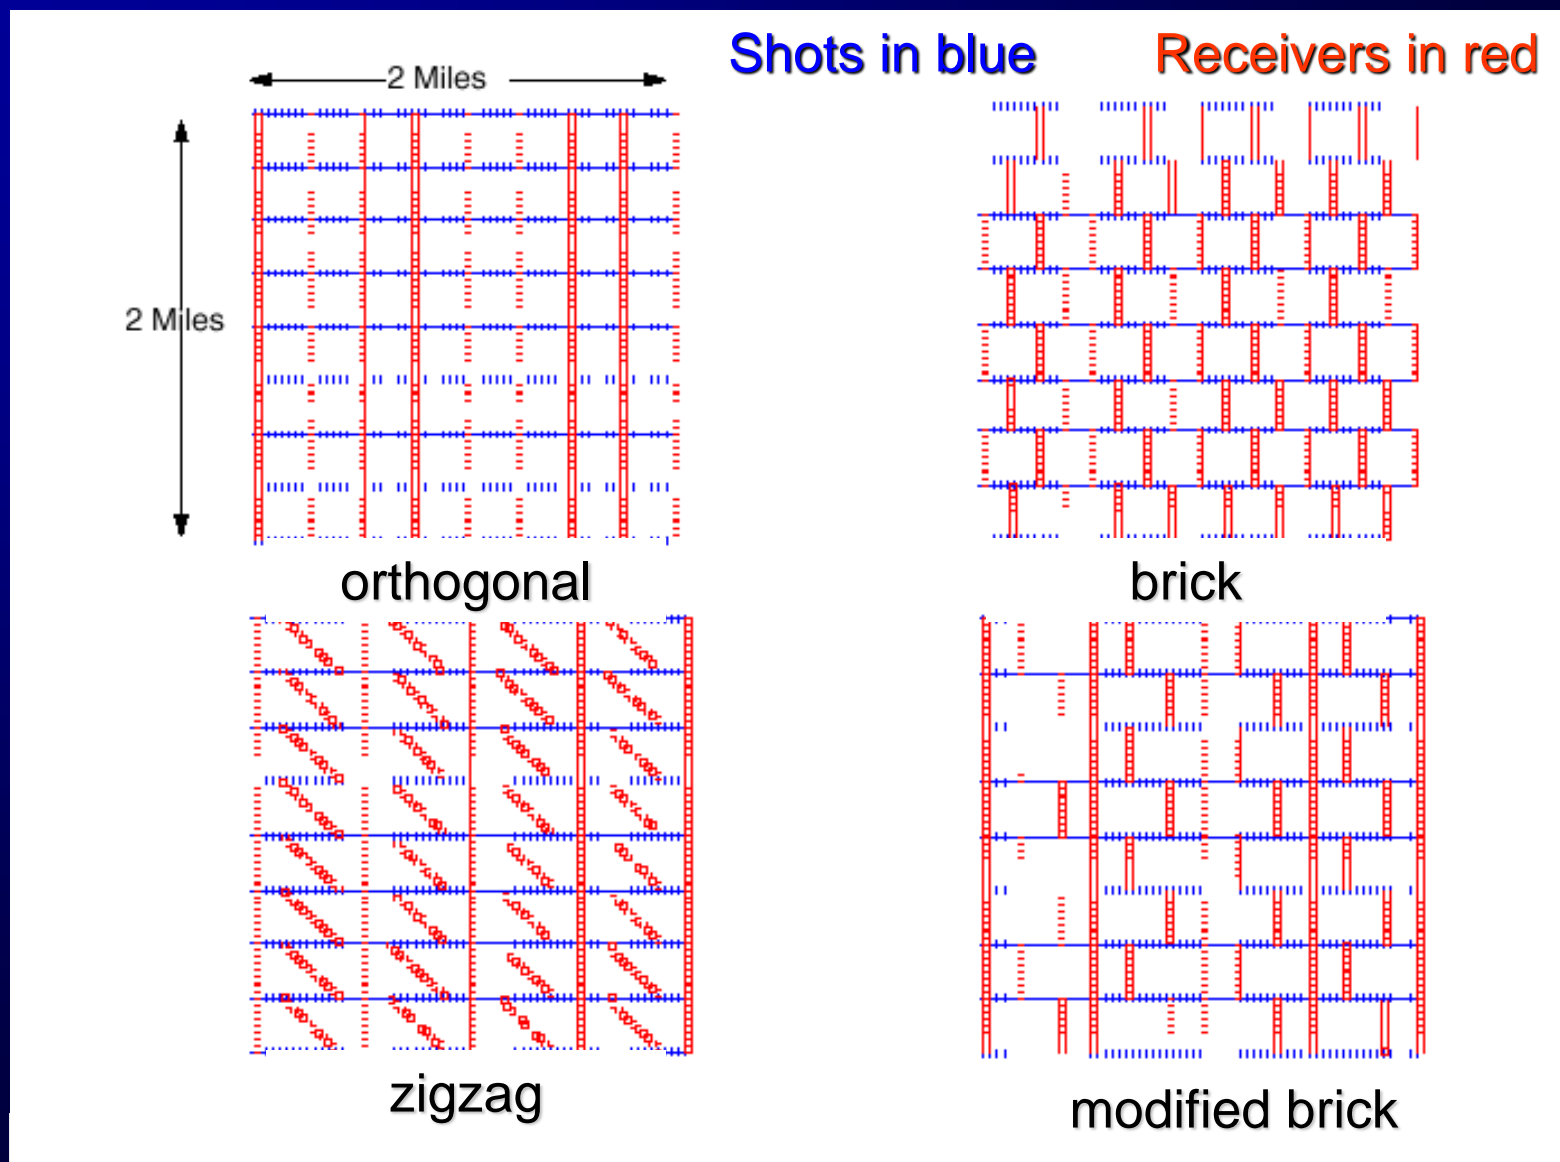 Shots in blue
Receivers in red
2 Miles
2 Miles
orthogonal
brick
zigzag
modified brick